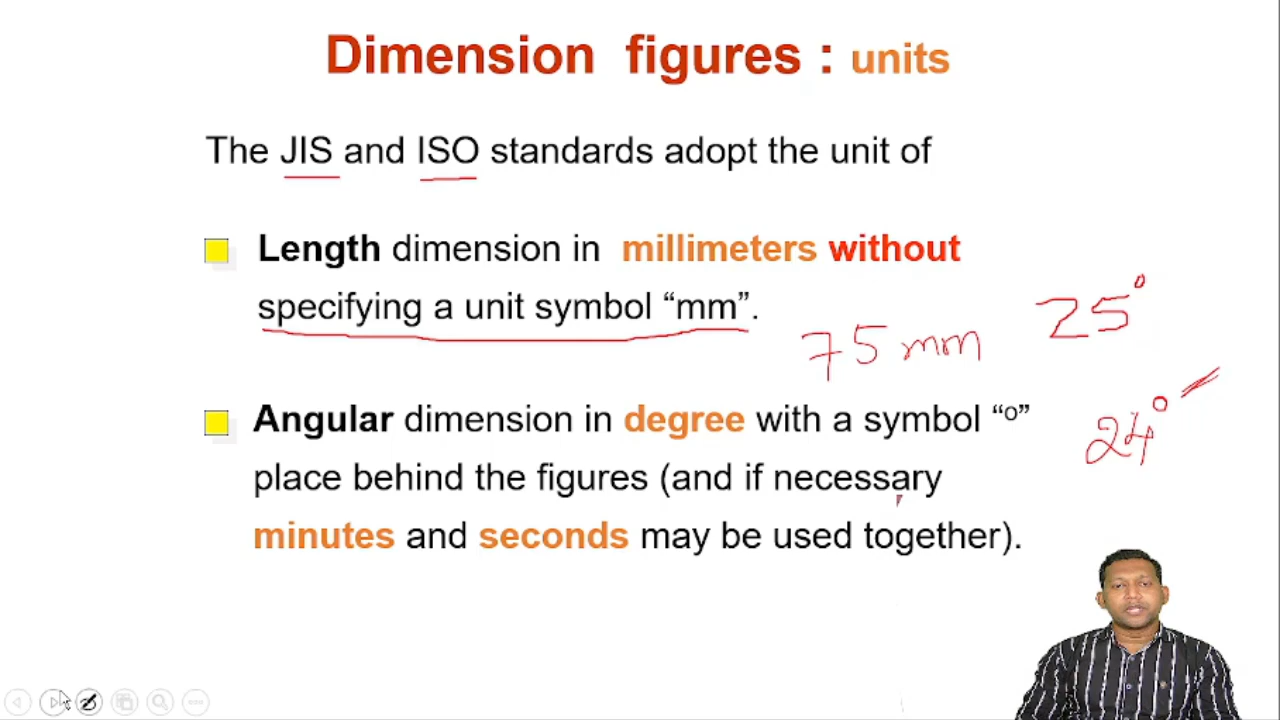 Dimension figures : units
The JIS and ISO standards adopt the unit of
Length dimension in millimeters without
specifying a unit symbol “mm”.
75 mm
25°
Angular dimension in degree with a symbol “o”
24°
place behind the figures (and if necessary
minutes and seconds may be used together).